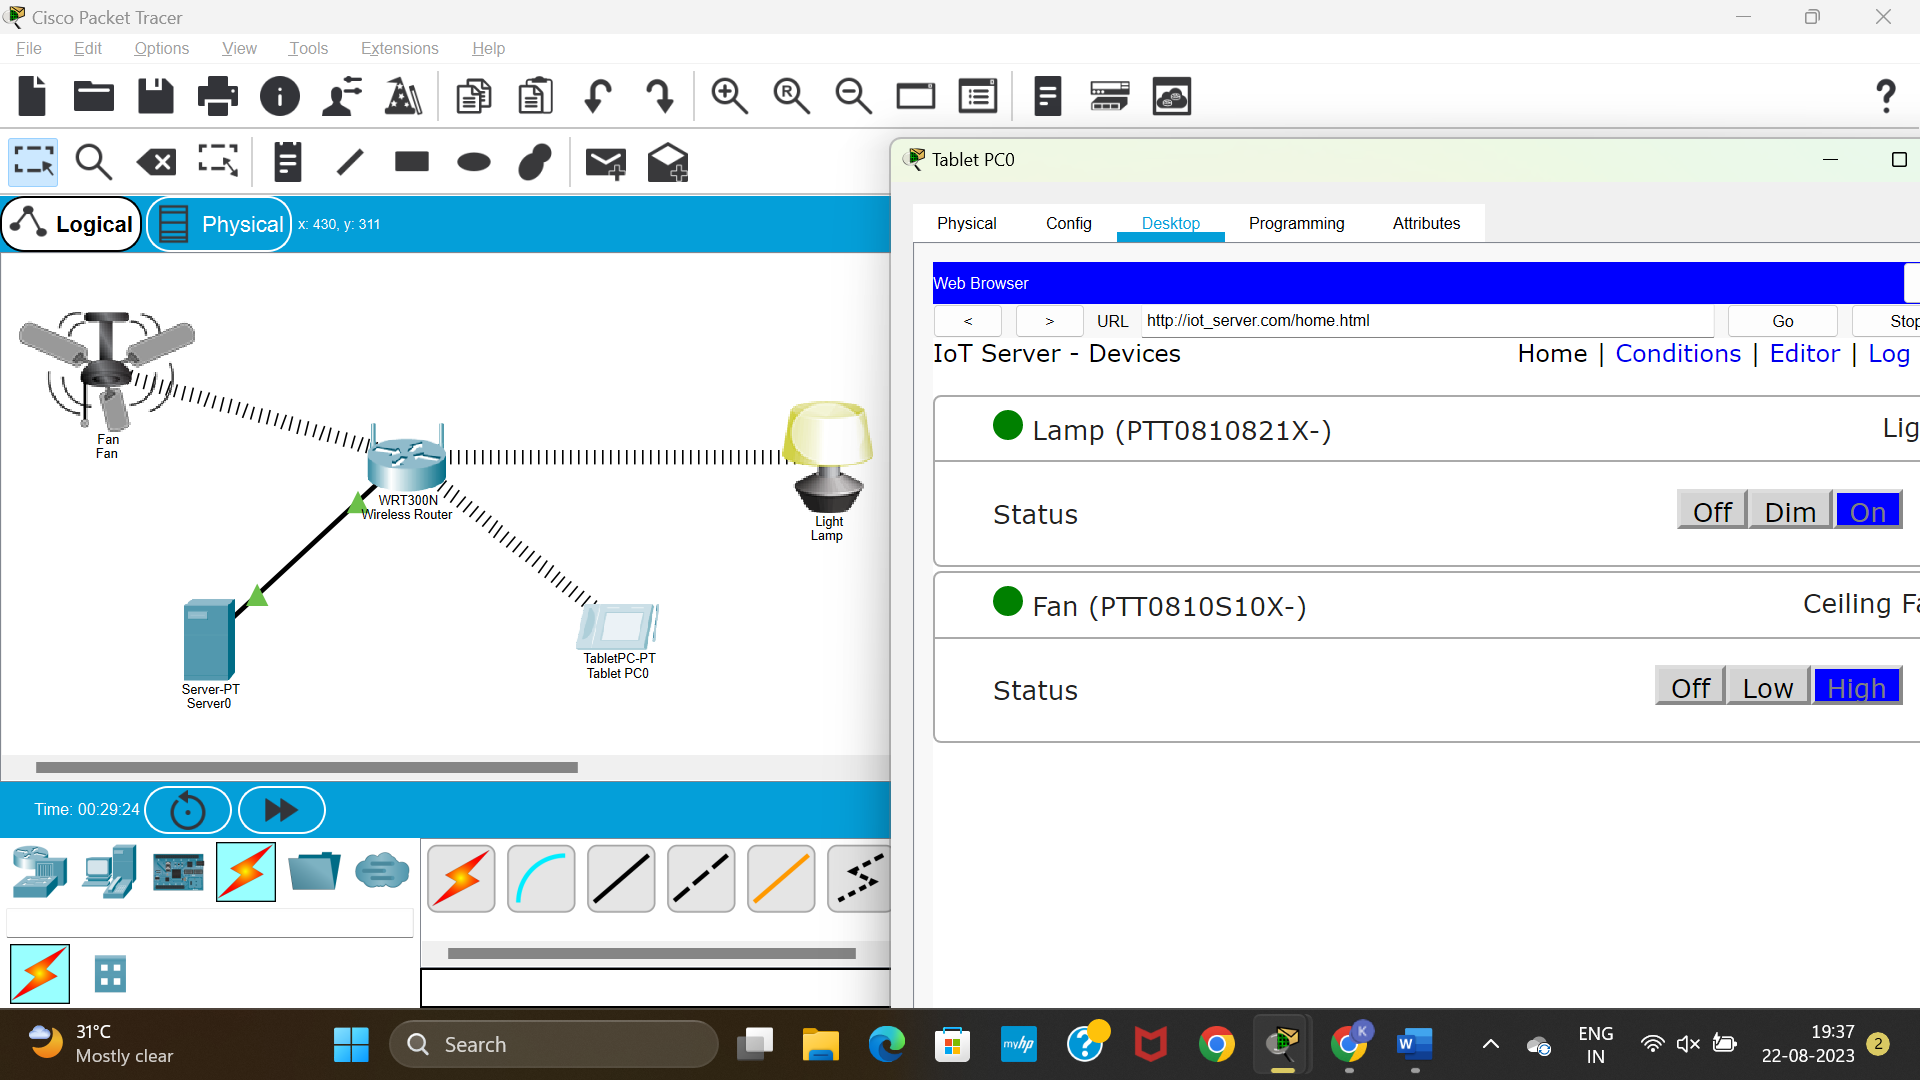 Cisco Packet Tracer
File Edit Options View Tools Extensions Help
R
?
Tablet PC0
Logical Physical x: 430, y: 311
Physical Config Desktop Programming Attributes
Web Browser
< > URL http://iot_server.com/home.html Go Stop
IoT Server - Devices Home | Conditions | Editor | Log
Lamp (PTT0810821X-) Lig
Status Off Dim On
Fan (PTT0810S10X-) Ceiling Fa
Status Off Low High
Fan
Fan
WRT300N
Wireless Router
Light
Lamp
TabletPC-PT
Tablet PC0
Server-PT
Server0
Time: 00:29:24
31°C
Mostly clear
Search
myhp
?
K
W
ENG
IN
19:37
22-08-2023
2